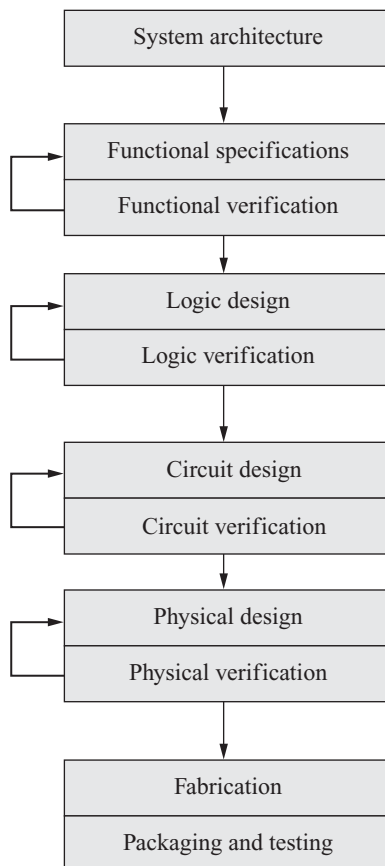 System architecture
Functional specifications
Functional verification
Logic design
Logic verification
Circuit design
Circuit verification
Physical design
Physical verification
Fabrication
Packaging and testing